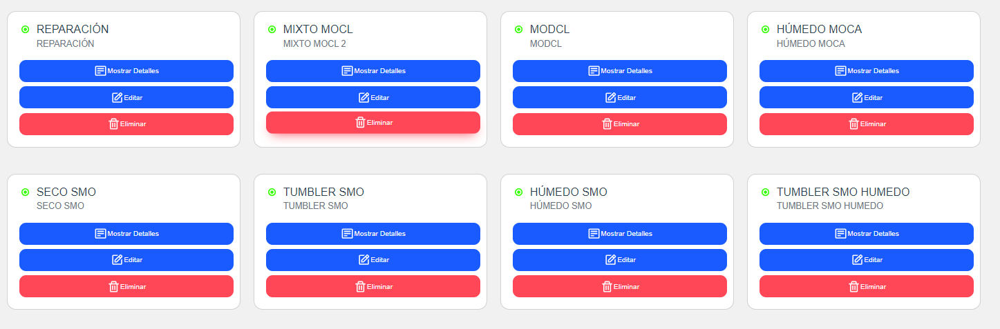 REPARACIÓN
REPARACIÓN
Mostrar Detalles
Editar
Eliminar
MIXTO MOCL
MIXTO MOCL 2
Mostrar Detalles
Editar
Eliminar
MODCL
MODCL
Mostrar Detalles
Editar
Eliminar
HÚMEDO MOCA
HÚMEDO MOCA
Mostrar Detalles
Editar
Eliminar
SECO SMO
SECO SMO
Mostrar Detalles
Editar
Eliminar
TUMBLER SMO
TUMBLER SMO
Mostrar Detalles
Editar
Eliminar
HÚMEDO SMO
HÚMEDO SMO
Mostrar Detalles
Editar
Eliminar
TUMBLER SMO HUMEDO
TUMBLER SMO HUMEDO
Mostrar Detalles
Editar
Eliminar